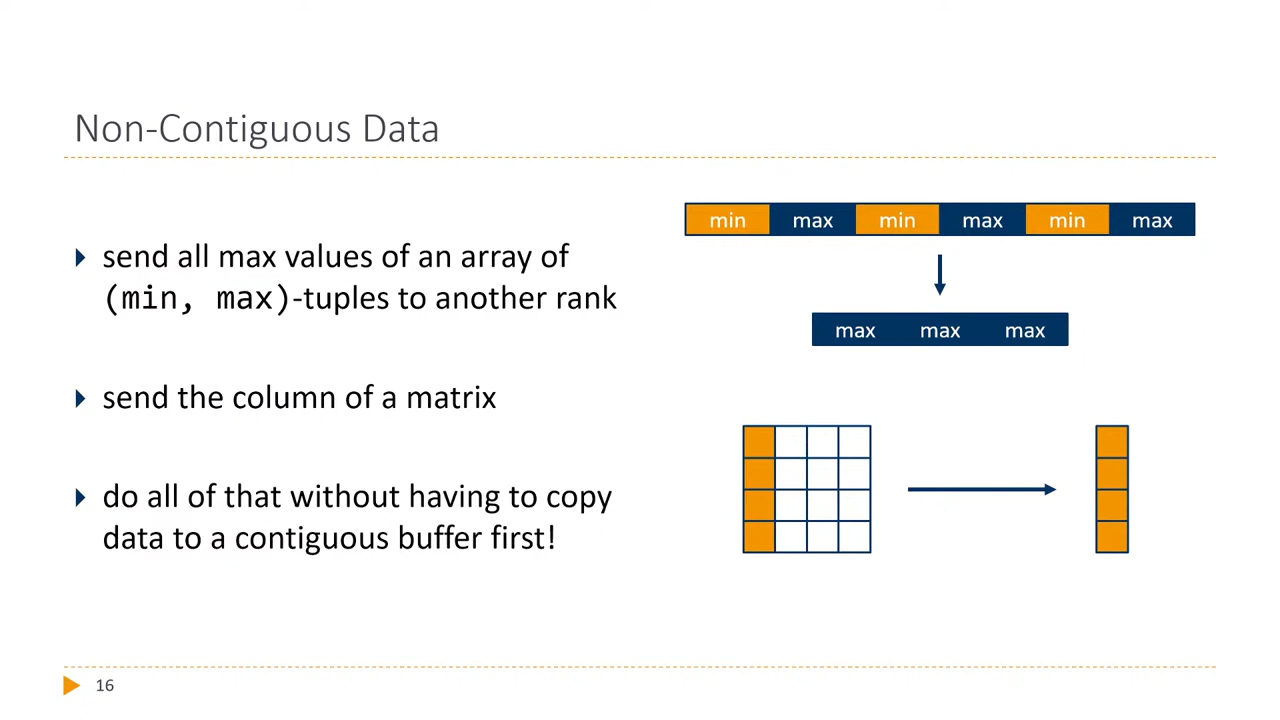 Non-Contiguous Data
send all max values of an array of
(min, max)-tuples to another rank
send the column of a matrix
do all of that without having to copy
data to a contiguous buffer first!
min max min max min max
max max max
16